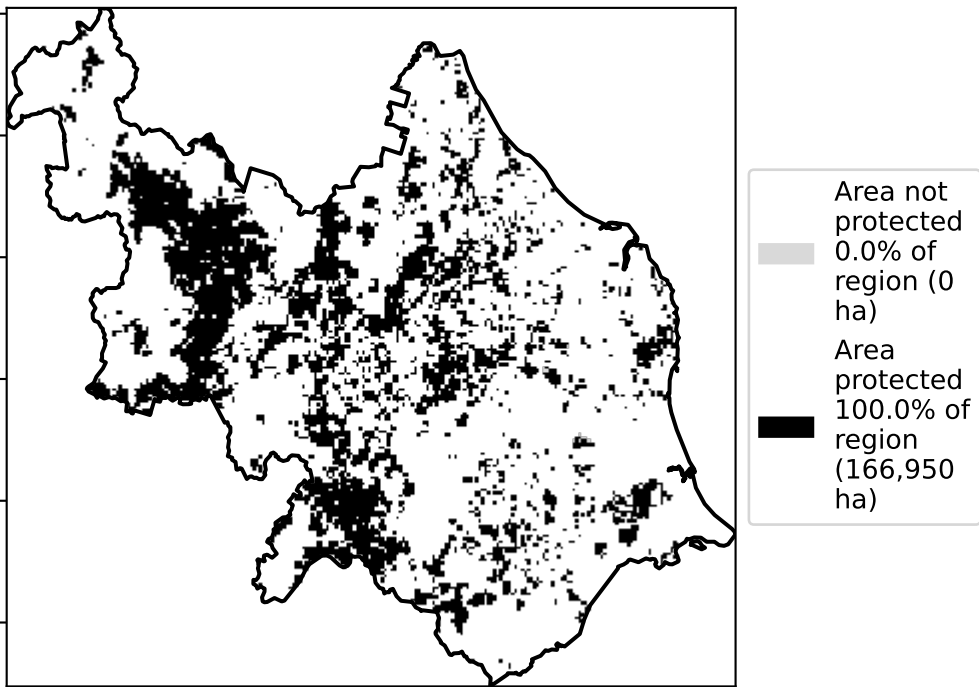 Area not
protected
0.0% of
region (0
ha)
Area
protected
100.0% of
region
(166,950
ha)